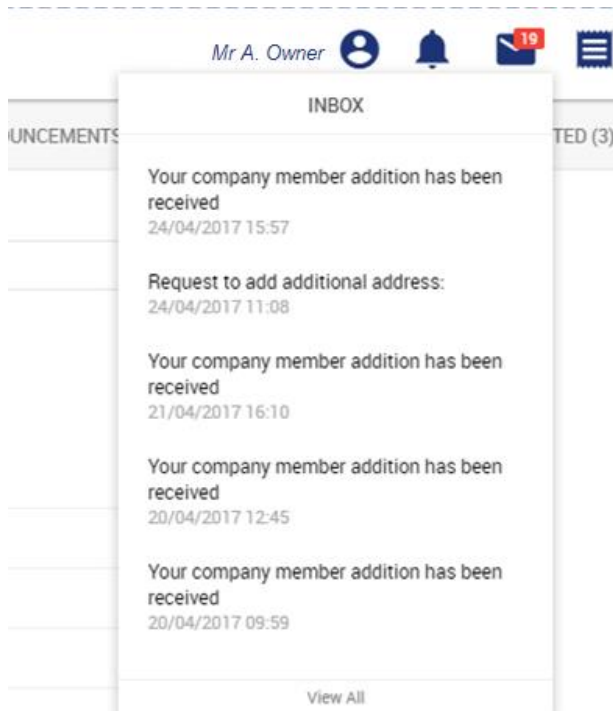 Mr A. Owner
19
INBOX
UNCEMENTS
TED (3)
Your company member addition has been
received
24/04/2017 15:57
Request to add additional address:
24/04/2017 11:08
Your company member addition has been
received
21/04/2017 16:10
Your company member addition has been
received
20/04/2017 12:45
Your company member addition has been
received
20/04/2017 09:59
View All